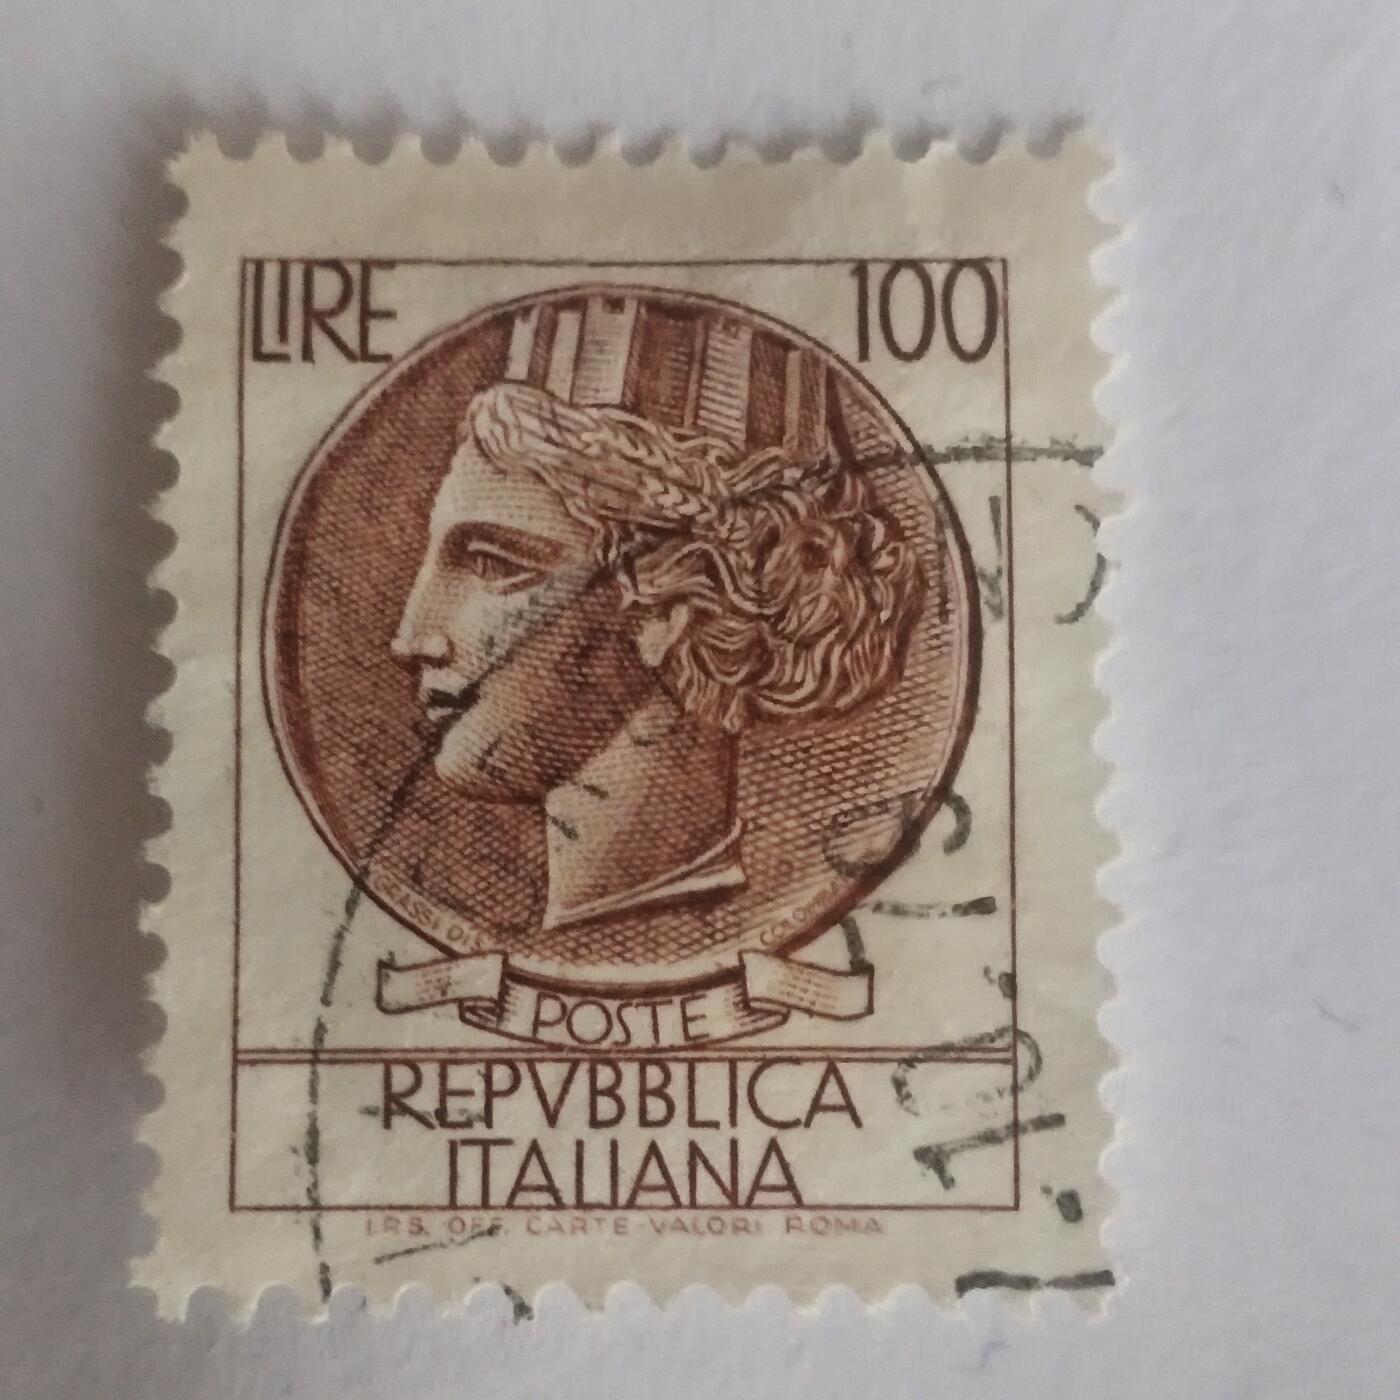 LIRE 100
POSTE
REPVBBLICA
ITALIANA
I.P.S. OFF. CARTE-VALORI ROMA